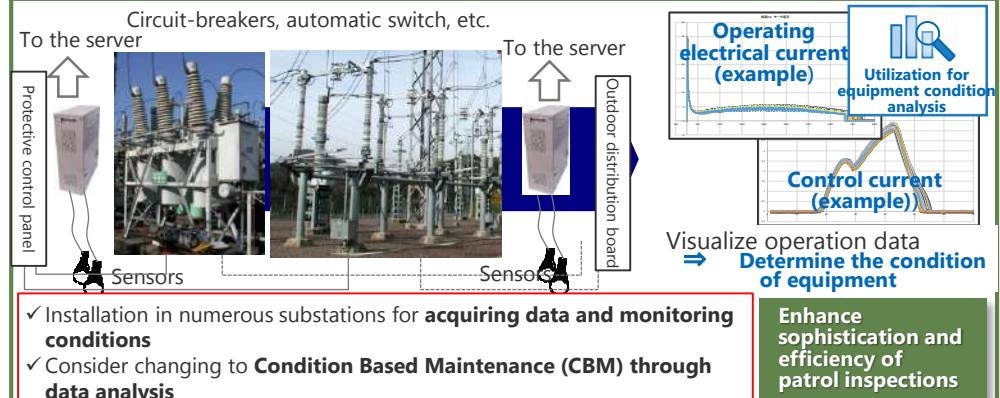 Circuit-breakers, automatic switch, etc.
To the server
To the server
Protective control panel
Outdoor distribution board
Sensors
Sensors
Operating
electrical current
(example)
Utilization for
equipment condition
analysis
Control current
(example))
Visualize operation data
⇒ Determine the condition
of equipment
✓ Installation in numerous substations for acquiring data and monitoring
conditions
✓ Consider changing to Condition Based Maintenance (CBM) through
data analysis
Enhance
sophistication and
efficiency of
patrol inspections